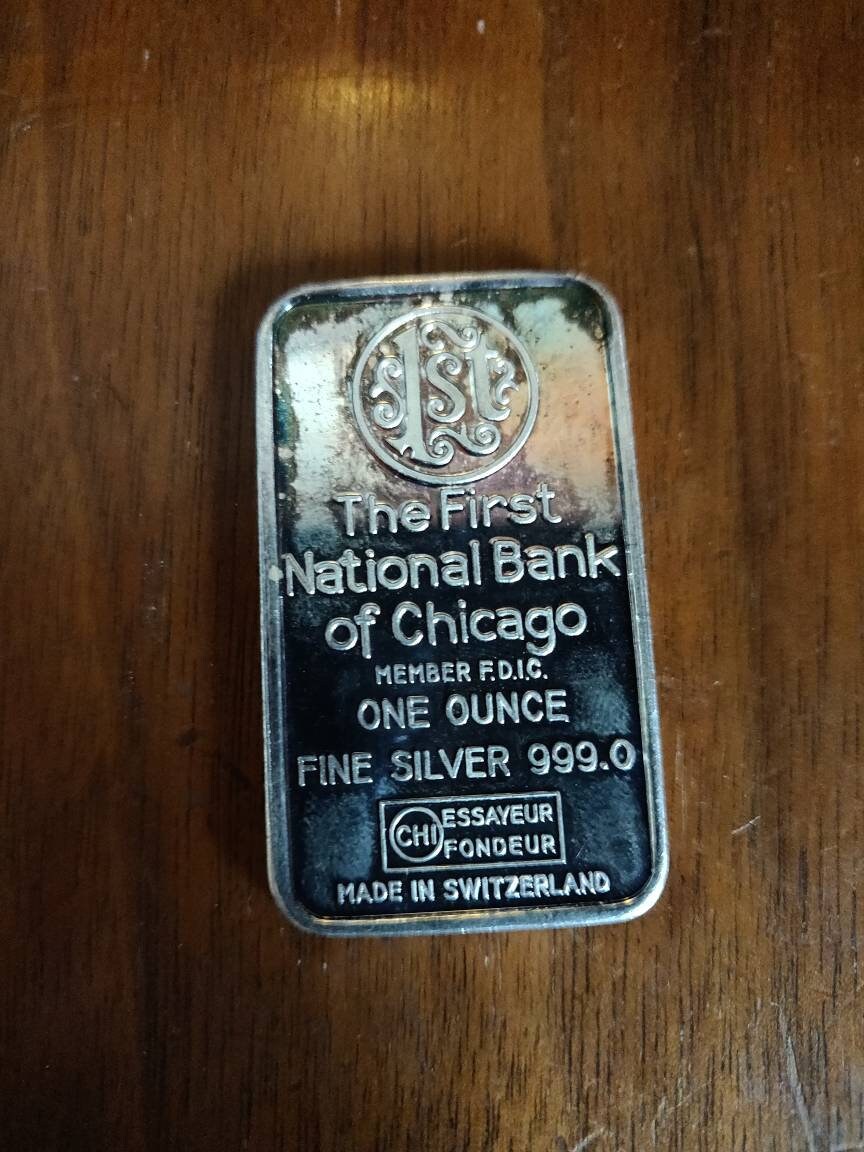 1st
The First
National Bank
of Chicago
MEMBER F.D.I.C.
ONE OUNCE
FINE SILVER 999.0
CHI ESSAYEUR
FONDEUR
MADE IN SWITZERLAND